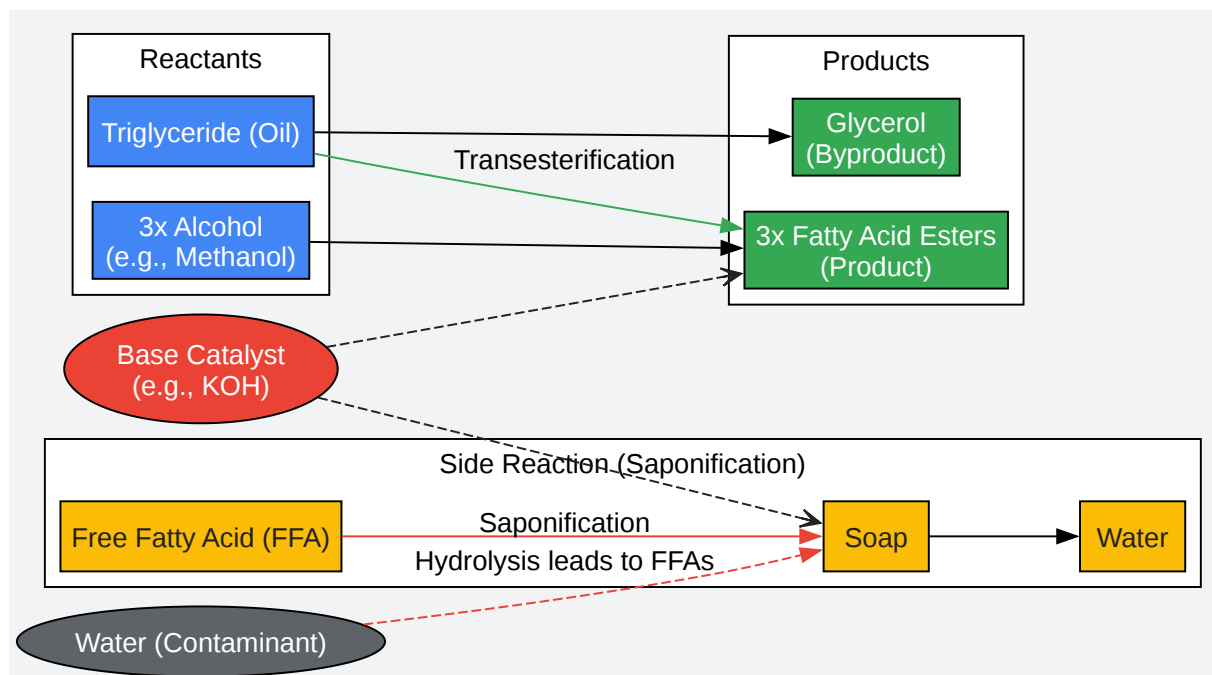 Reactants
Products
Triglyceride (Oil)
Glycerol
(Byproduct)
Transesterification
3x Alcohol
(e.g., Methanol)
3x Fatty Acid Esters
(Product)
Base Catalyst
(e.g., KOH)
Side Reaction (Saponification)
Free Fatty Acid (FFA)
Saponification
Soap
Water
Hydrolysis leads to FFAs
Water (Contaminant)